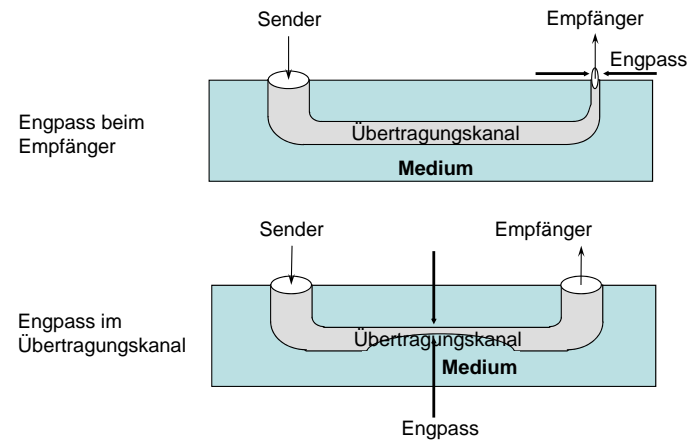 Sender
Empfänger
Engpass
Engpass beim
Empfänger
Übertragungskanal
Medium
Sender
Empfänger
Engpass im
Übertragungskanal
Übertragungskanal
Medium
Engpass